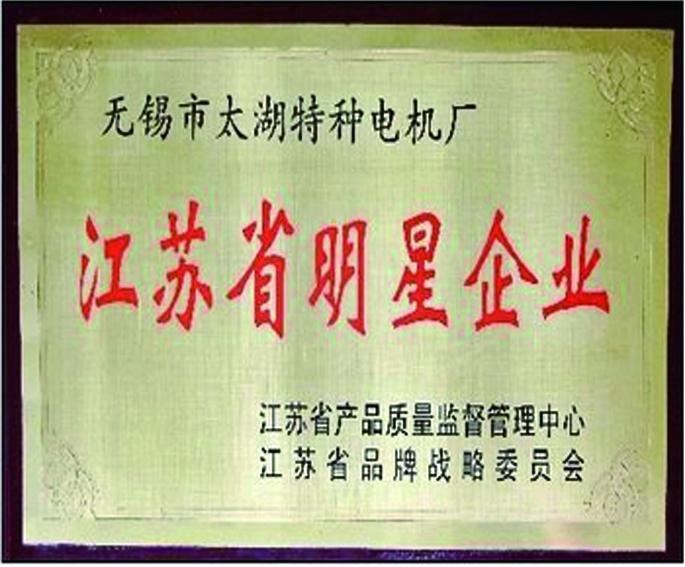 无锡市太湖特种电机厂
江苏省明星企业
江苏省产品质量监督管理中心
江苏省品牌战略委员会